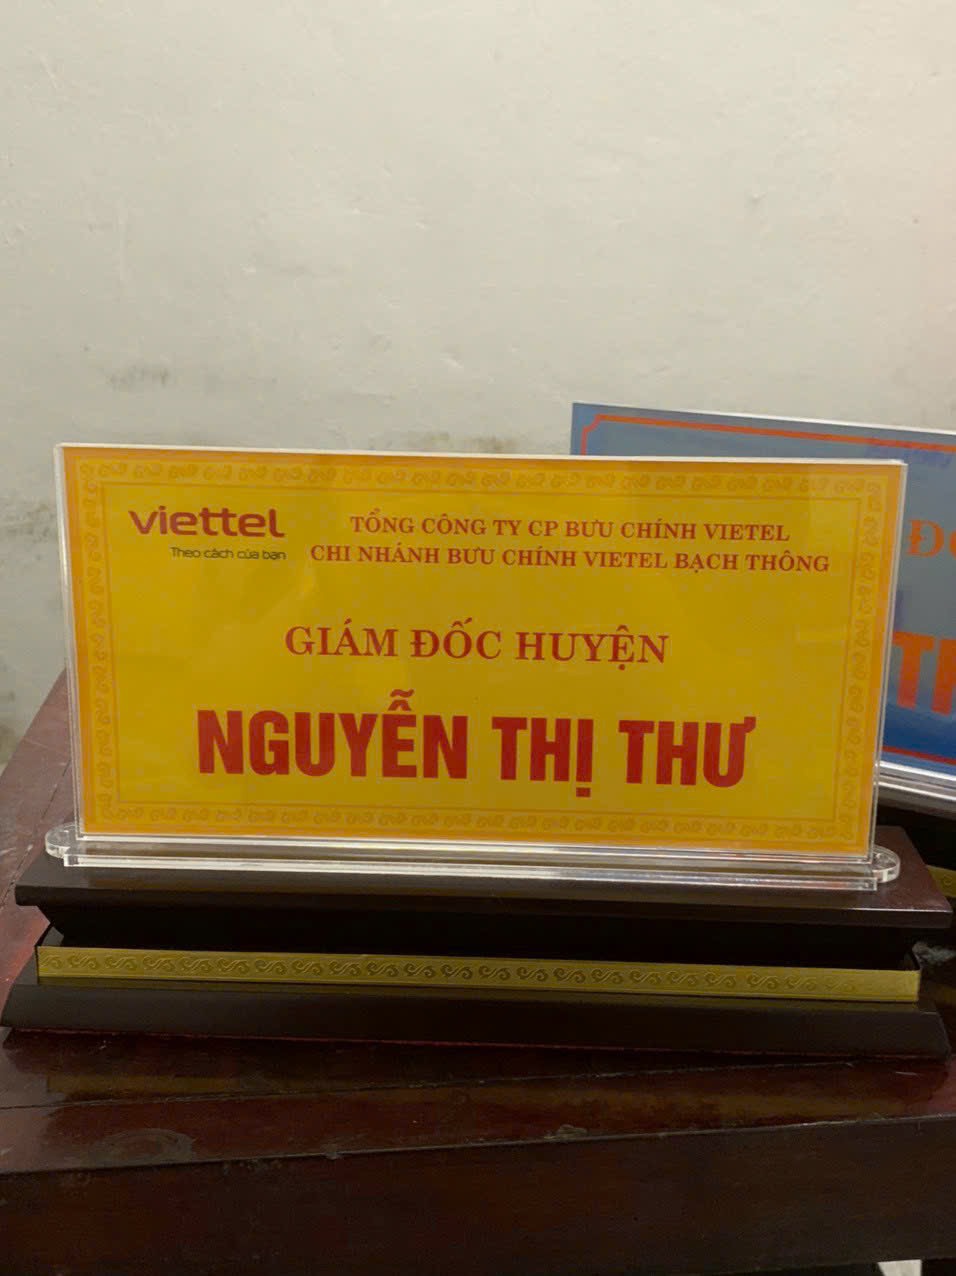 viettel
Theo cách của bạn
TỔNG CÔNG TY CP BƯU CHÍNH VIETEL
CHI NHÁNH BƯU CHÍNH VIETEL BẠCH THÔNG
GIÁM ĐỐC HUYỆN
NGUYỄN THỊ THƯ